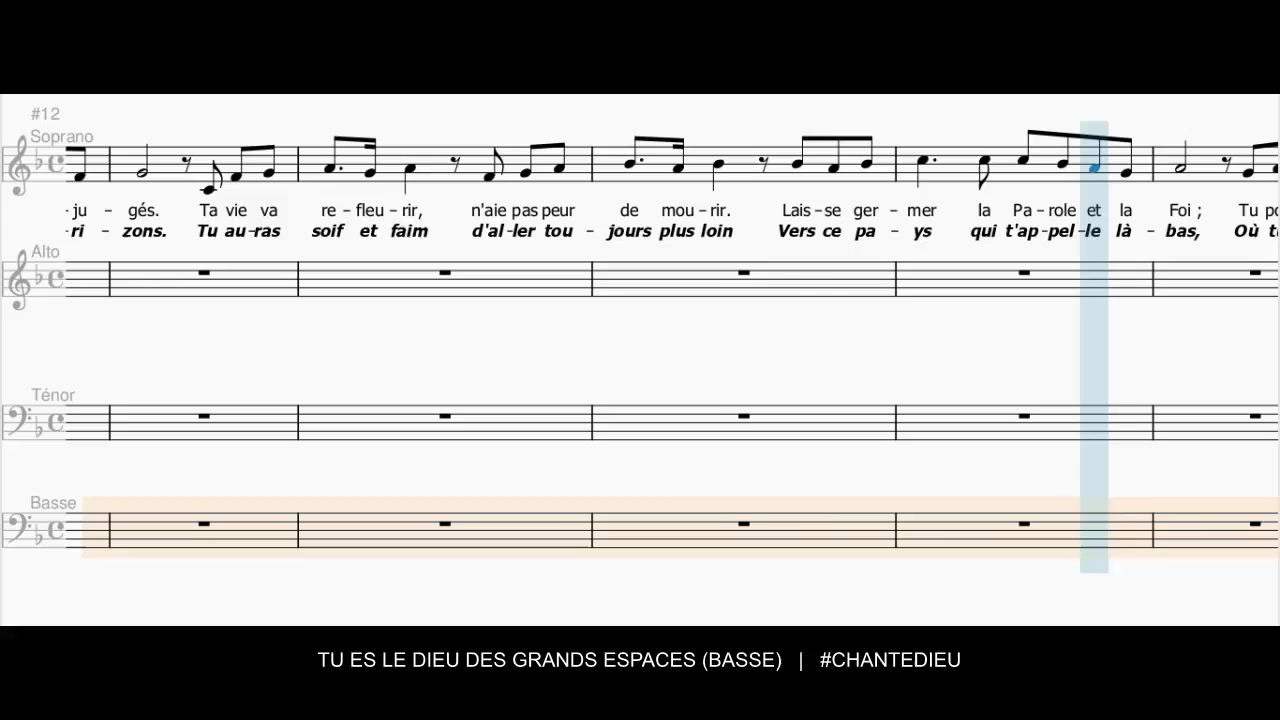 #12
Soprano
-ju - gés. Ta vie va re - fleu - rir, n'aie pas peur de mou - rir. Lais - se ger - mer la Pa - role et la Foi ; Tu
-ri - zons. Tu au - ras soif et faim d'al - ler tou - jours plus loin Vers ce pa - ys qui t'ap - pel - le là - bas, Où
Alto
Ténor
Basse
TU ES LE DIEU DES GRANDS ESPACES (BASSE) | #CHANTEDIEU